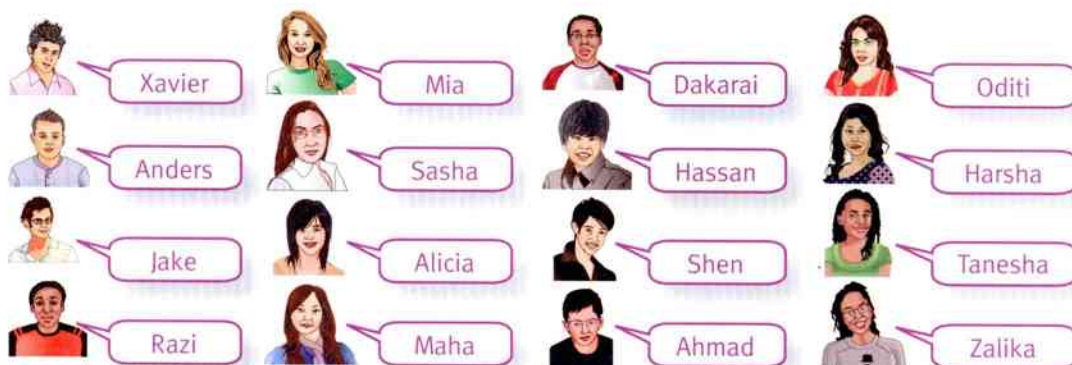 Xavier Mia Dakarai Oditi
Anders Sasha Hassan Harsha
Jake Alicia Shen Tanesha
Razi Maha Ahmad Zalika